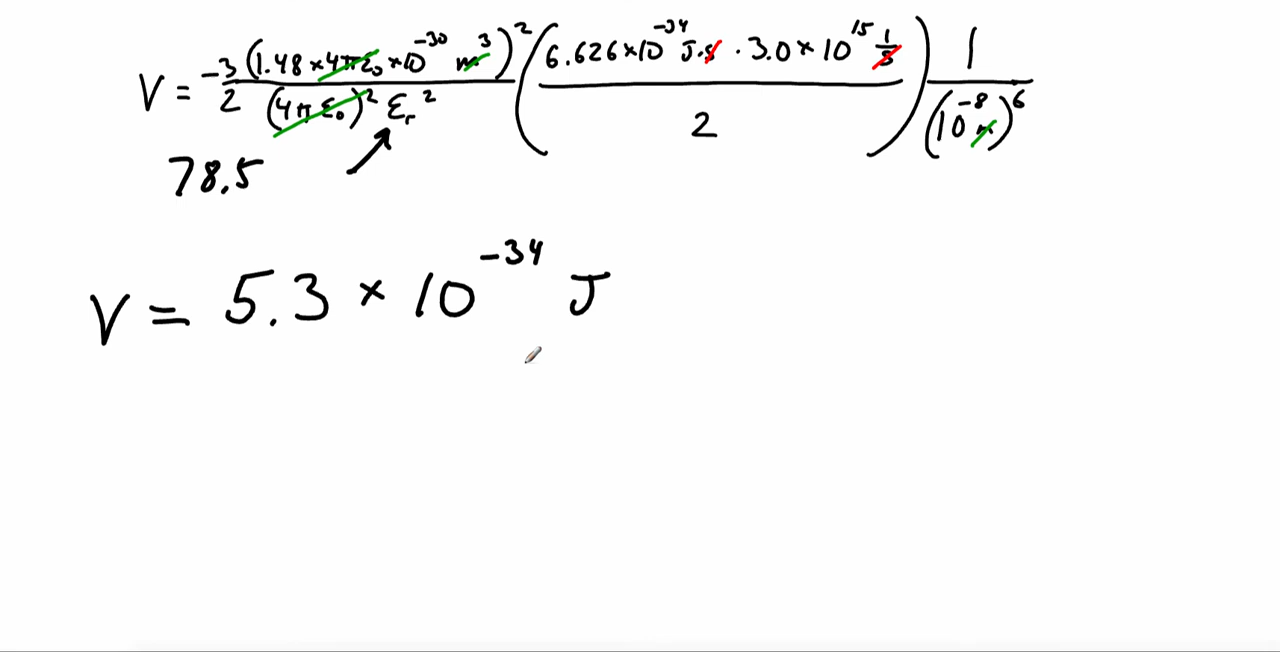 V = -3/2 (1.48 × 4πε₀ × 10⁻³⁰ m³)² / (4πε₀)² εᵣ² (6.626 × 10⁻³⁴ J·s · 3.0 × 10¹⁵ 1/s / 2) 1/(10⁻⁸ m)⁶
78.5
V = 5.3 × 10⁻³⁴ J